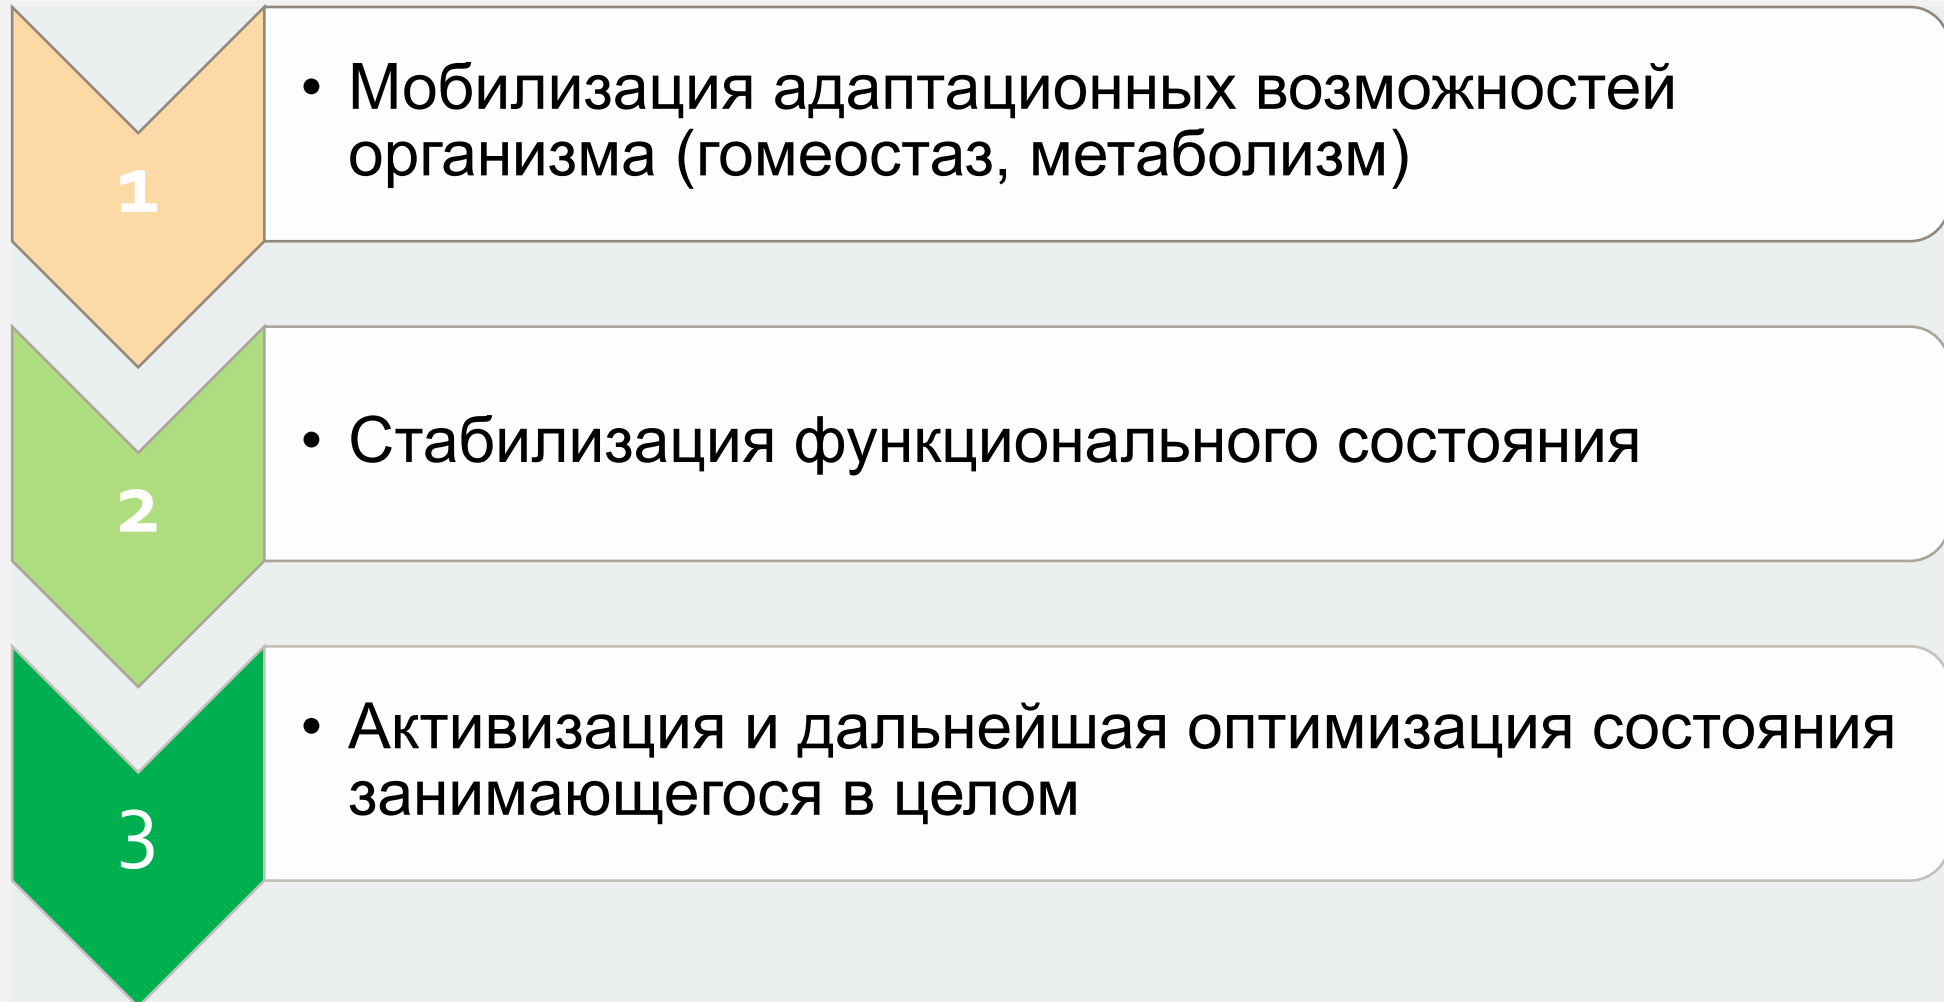 1
• Мобилизация адаптационных возможностей
организма (гомеостаз, метаболизм)
2
• Стабилизация функционального состояния
3
• Активизация и дальнейшая оптимизация состояния
занимающегося в целом